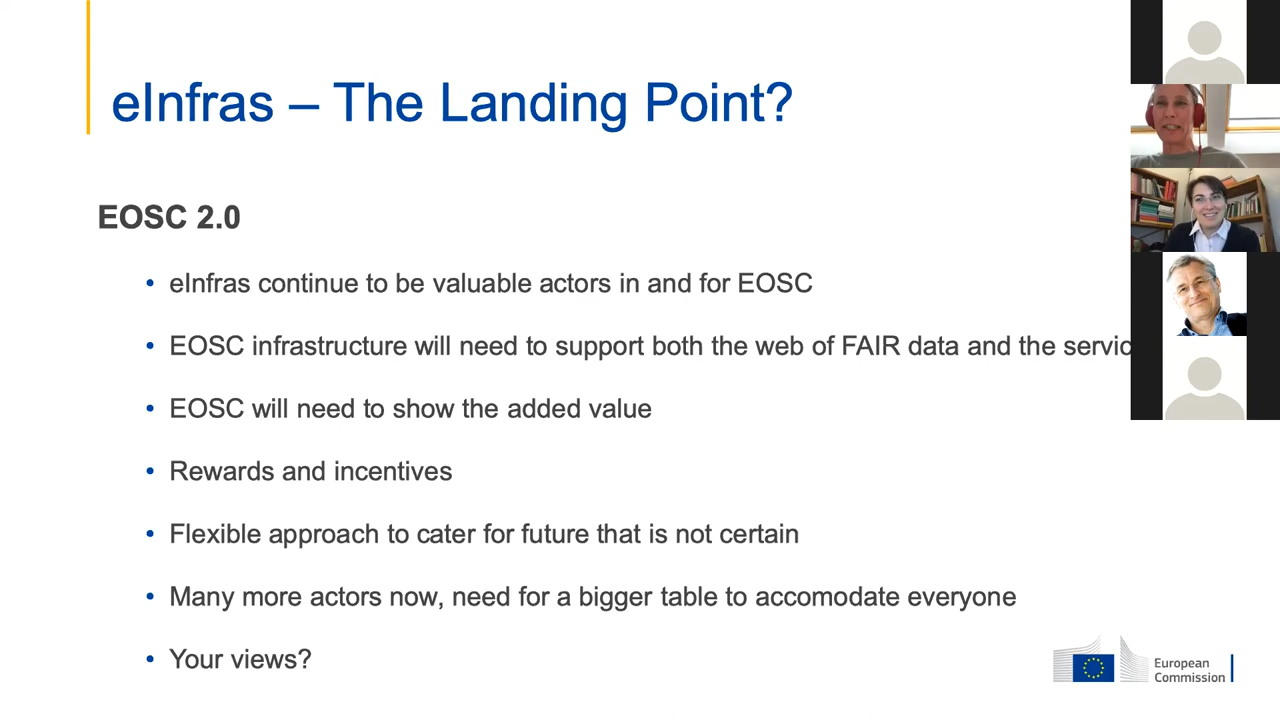 eInfras – The Landing Point?
EOSC 2.0
• eInfras continue to be valuable actors in and for EOSC
• EOSC infrastructure will need to support both the web of FAIR data and the servic
• EOSC will need to show the added value
• Rewards and incentives
• Flexible approach to cater for future that is not certain
• Many more actors now, need for a bigger table to accomodate everyone
• Your views?
European
Commission